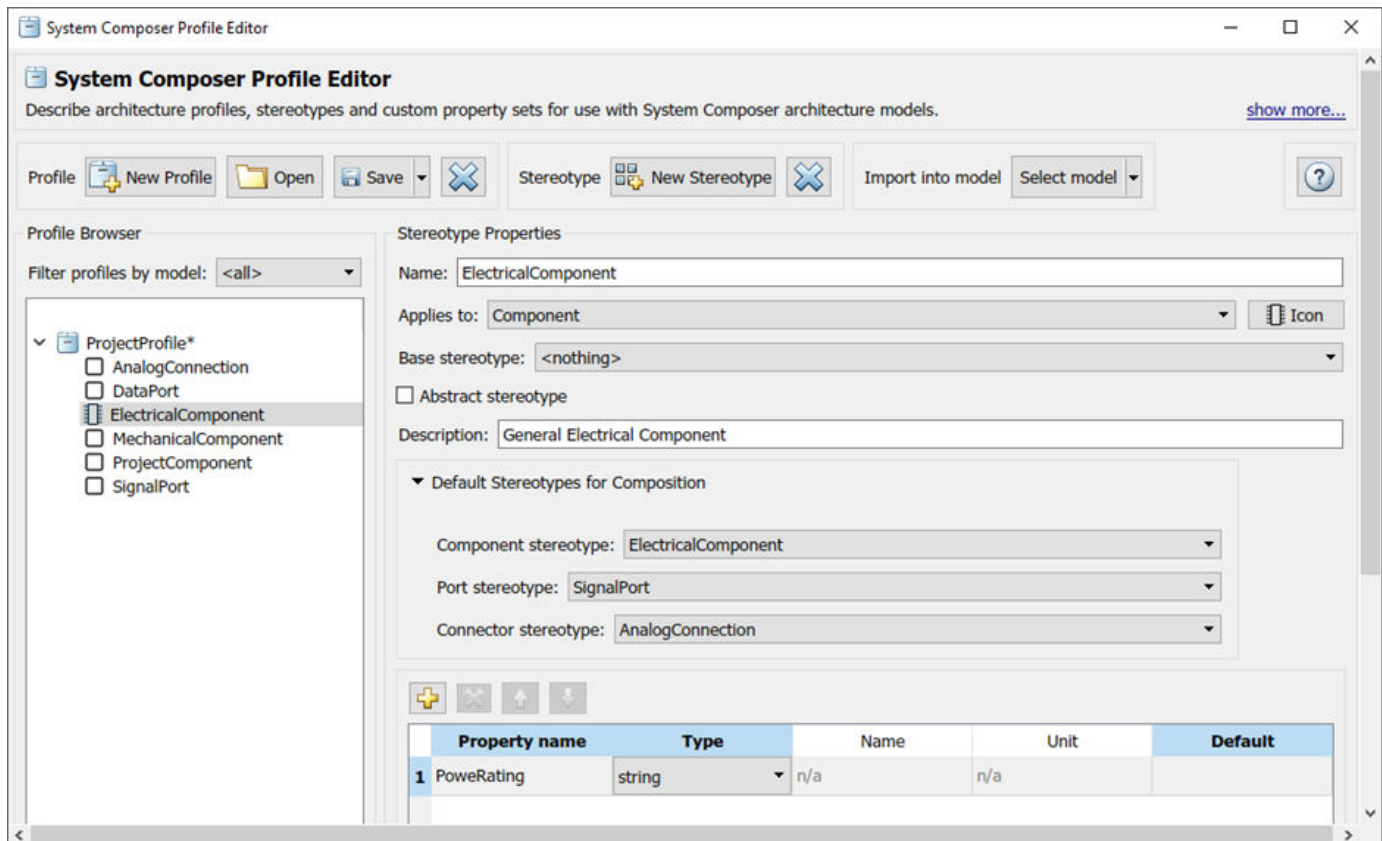 System Composer Profile Editor
System Composer Profile Editor
Describe architecture profiles, stereotypes and custom property sets for use with System Composer architecture models. show more...
Profile New Profile Open Save Stereotype New Stereotype Import into model Select model ?
Profile Browser
Filter profiles by model: <all>
ProjectProfile*
AnalogConnection
DataPort
ElectricalComponent
MechanicalComponent
ProjectComponent
SignalPort
Stereotype Properties
Name: ElectricalComponent
Applies to: Component Icon
Base stereotype: <nothing>
Abstract stereotype
Description: General Electrical Component
Default Stereotypes for Composition
Component stereotype: ElectricalComponent
Port stereotype: SignalPort
Connector stereotype: AnalogConnection
Property name Type Name Unit Default
1 PoweRating string n/a n/a